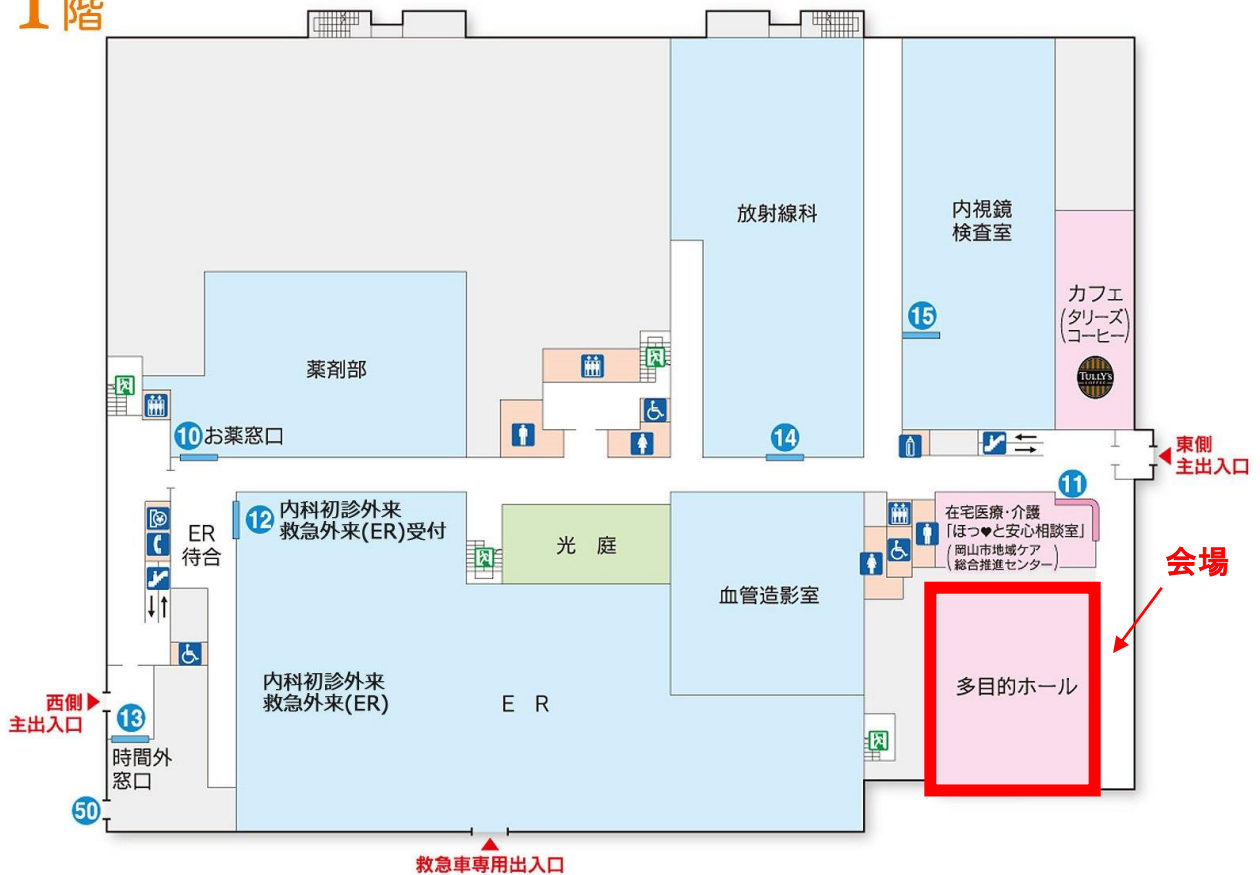 1階
放射線科
内視鏡
検査室
カフェ
(タリーズ
コーヒー)
TULLY'S
COFFEE
15
薬剤部
10 お薬窓口
14
東側
主出入口
11
12 内科初診外来
救急外来(ER)受付
ER
待合
光 庭
在宅医療・介護
「ほつ♥と安心相談室」
(岡山市地域ケア
総合推進センター)
会場
血管造影室
多目的ホール
内科初診外来
救急外来(ER)
E R
西側
主出入口
13
時間外
窓口
50
救急車専用出入口